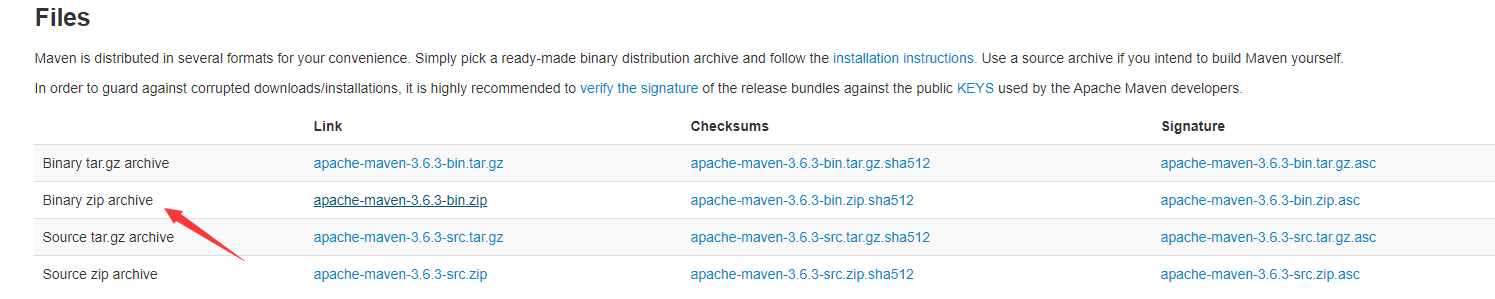 Files
Maven is distributed in several formats for your convenience. Simply pick a ready-made binary distribution archive and follow the installation instructions. Use a source archive if you intend to build Maven yourself.
In order to guard against corrupted downloads/installations, it is highly recommended to verify the signature of the release bundles against the public KEYS used by the Apache Maven developers.
Link Checksums Signature
Binary tar.gz archive apache-maven-3.6.3-bin.tar.gz apache-maven-3.6.3-bin.tar.gz.sha512 apache-maven-3.6.3-bin.tar.gz.asc
Binary zip archive apache-maven-3.6.3-bin.zip apache-maven-3.6.3-bin.zip.sha512 apache-maven-3.6.3-bin.zip.asc
Source tar.gz archive apache-maven-3.6.3-src.tar.gz apache-maven-3.6.3-src.tar.gz.sha512 apache-maven-3.6.3-src.tar.gz.asc
Source zip archive apache-maven-3.6.3-src.zip apache-maven-3.6.3-src.zip.sha512 apache-maven-3.6.3-src.zip.asc